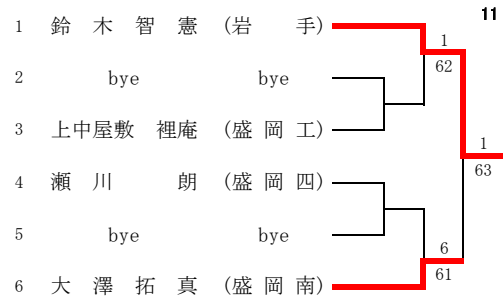 11
1 鈴 木 智 憲 (岩 手)
1
62
2 bye bye
3 上中屋敷 裡庵 (盛 岡 工)
1
63
4 瀬 川 朗 (盛 岡 四)
5 bye bye
6
61
6 大 澤 拓 真 (盛 岡 南)